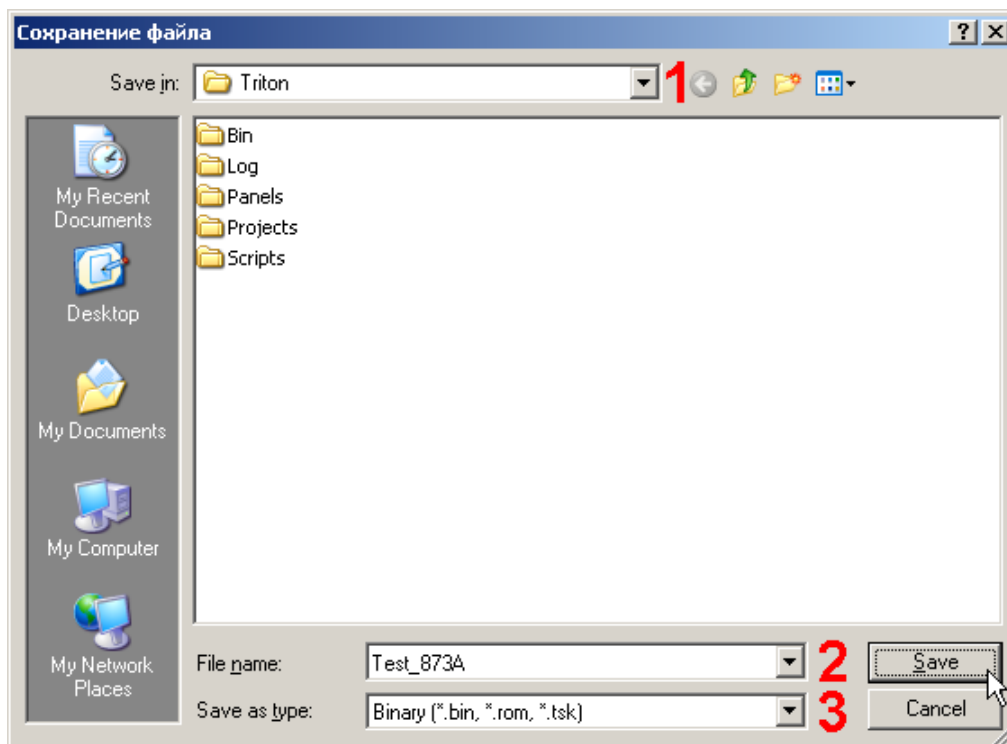 Сохранение файла
Save in:
Triton
1
Bin
Log
Panels
Projects
Scripts
My Recent
Documents
Desktop
My Documents
My Computer
My Network
Places
File name:
Test_873A
2
Save
Save as type:
Binary (*.bin, *.rom, *.tsk)
3
Cancel